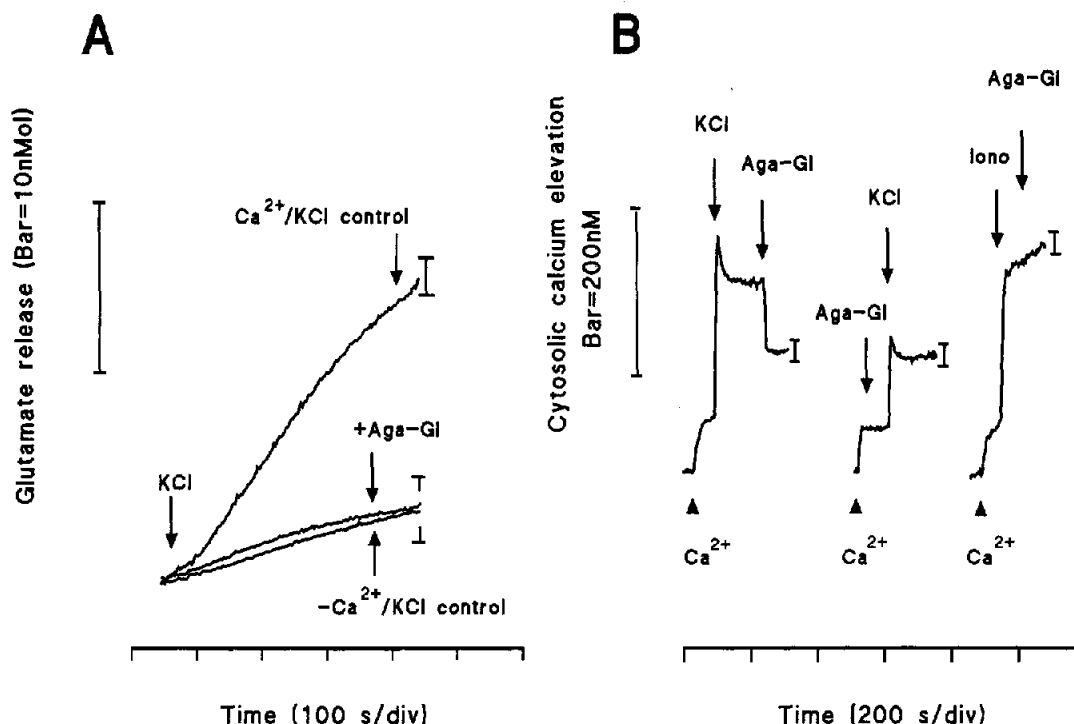 A
Glutamate release (Bar=10nMol)
Ca2+/KCl control
+Aga-GI
KCl
-Ca2+/KCl control
Time (100 s/div)
B
Cytosolic calcium elevation
Bar=200nM
KCl
Aga-GI
Aga-GI
KCl
Iono
Aga-GI
Ca2+
Ca2+
Ca2+
Time (200 s/div)